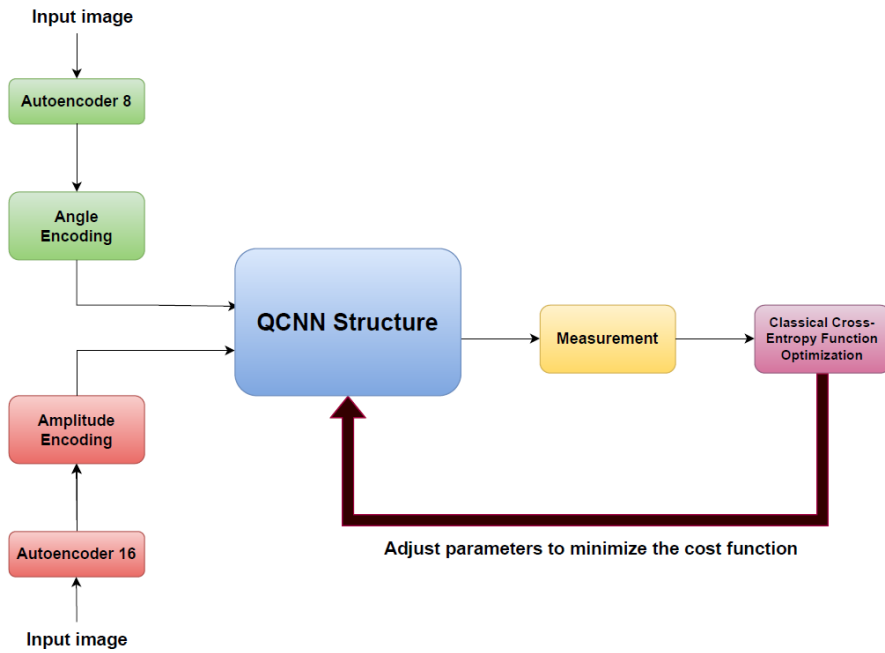 Input image
Autoencoder 8
Angle
Encoding
QCNN Structure
Measurement
Classical Cross-
Entropy Function
Optimization
Amplitude
Encoding
Autoencoder 16
Input image
Adjust parameters to minimize the cost function